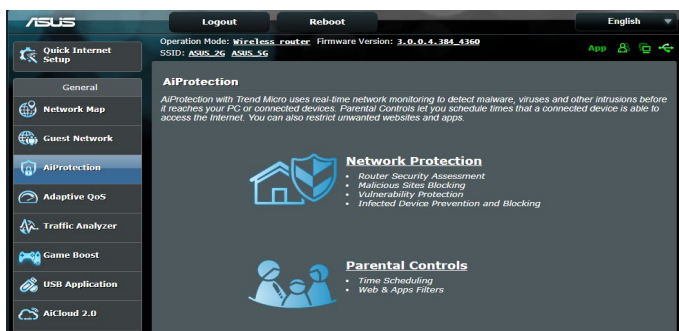 ASUS
Logout
Reboot
English
Quick Internet
Setup
Operation Mode: Wireless router Firmware Version: 3.0.0.4.384_4360
SSID: ASUS_2G ASUS_5G
App
General
Network Map
Guest Network
AiProtection
Adaptive QoS
Traffic Analyzer
Game Boost
USB Application
AiCloud 2.0
AiProtection
AiProtection with Trend Micro uses real-time network monitoring to detect malware, viruses and other intrusions before
it reaches your PC or connected devices. Parental Controls let you schedule times that a connected device is able to
access the Internet. You can also restrict unwanted websites and apps.
Network Protection
• Router Security Assessment
• Malicious Sites Blocking
• Vulnerability Protection
• Infected Device Prevention and Blocking
Parental Controls
• Time Scheduling
• Web & Apps Filters